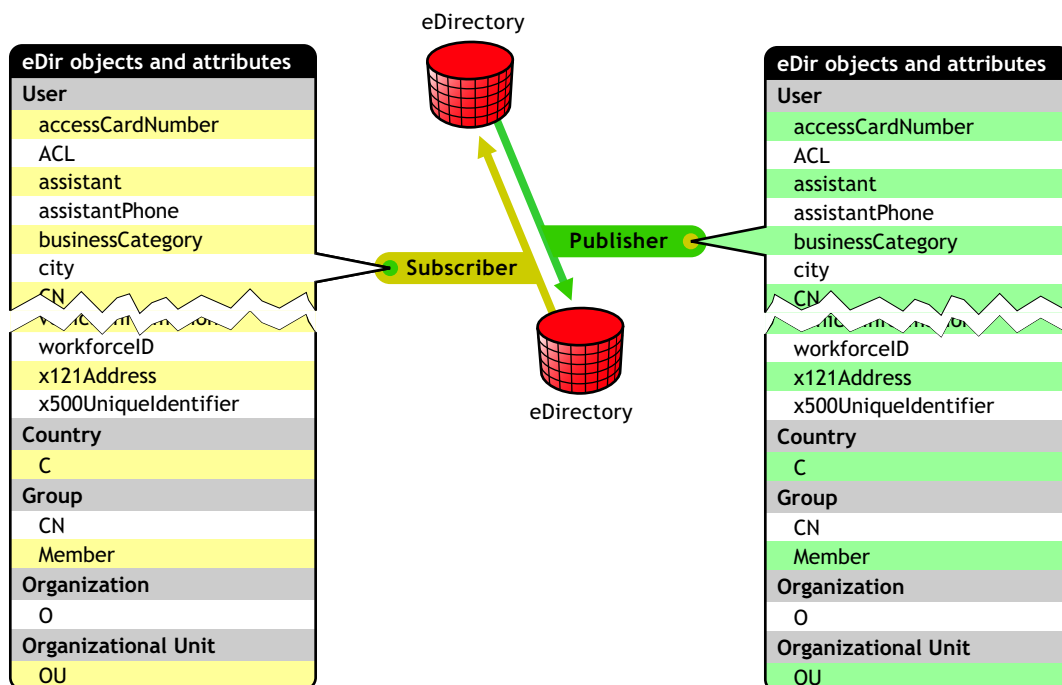 eDirectory
eDir objects and attributes
User
accessCardNumber
ACL
assistant
assistantPhone
businessCategory
city
CN
workforceID
x121Address
x500UniqueIdentifier
Country
C
Group
CN
Member
Organization
O
Organizational Unit
OU
Publisher
Subscriber
eDirectory
eDir objects and attributes
User
accessCardNumber
ACL
assistant
assistantPhone
businessCategory
city
CN
workforceID
x121Address
x500UniqueIdentifier
Country
C
Group
CN
Member
Organization
O
Organizational Unit
OU